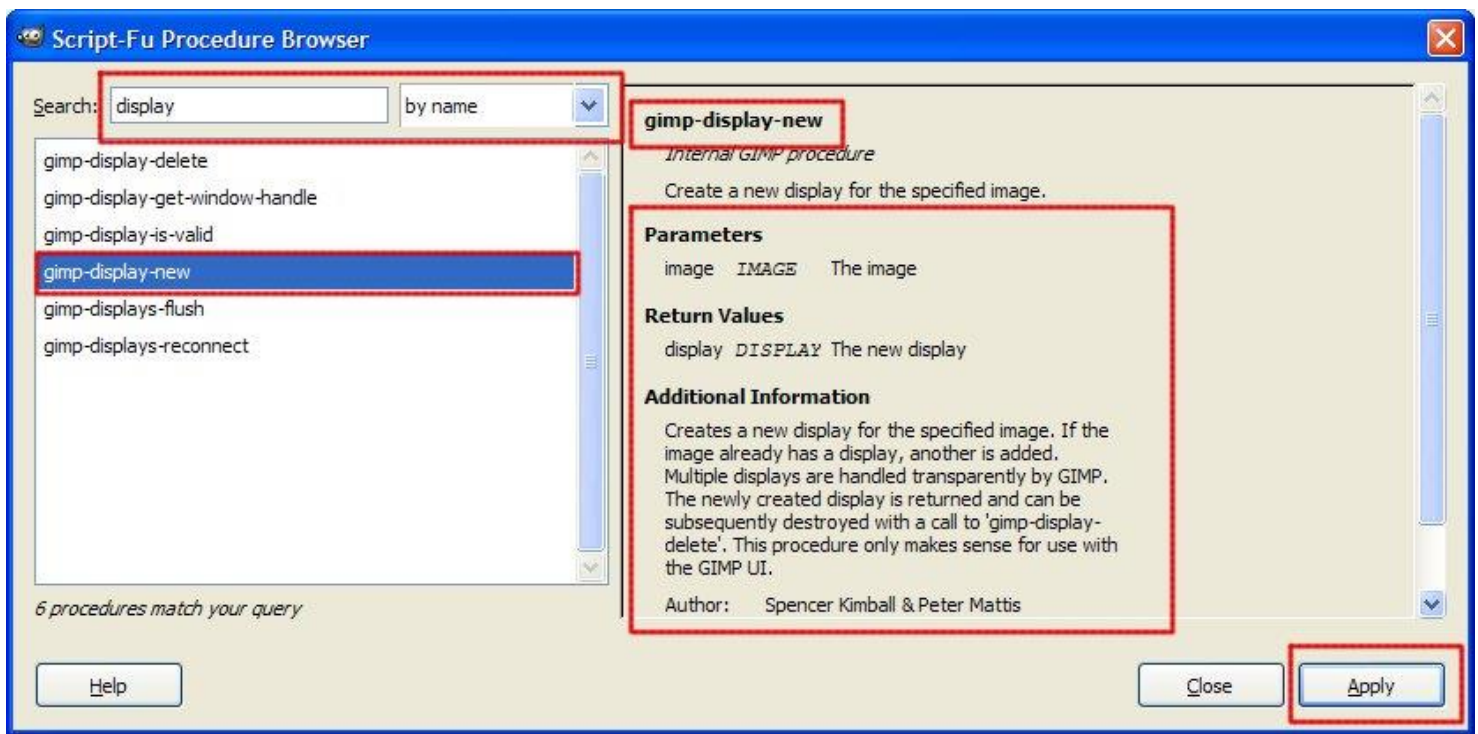 Script-Fu Procedure Browser
Search: display by name
gimp-display-delete
gimp-display-get-window-handle
gimp-display-is-valid
gimp-display-new
gimp-displays-flush
gimp-displays-reconnect
6 procedures match your query
gimp-display-new
Internal GIMP procedure
Create a new display for the specified image.
Parameters
image IMAGE The image
Return Values
display DISPLAY The new display
Additional Information
Creates a new display for the specified image. If the
image already has a display, another is added.
Multiple displays are handled transparently by GIMP.
The newly created display is returned and can be
subsequently destroyed with a call to 'gimp-display-
delete'. This procedure only makes sense for use with
the GIMP UI.
Author: Spencer Kimball & Peter Mattis
Help Close Apply